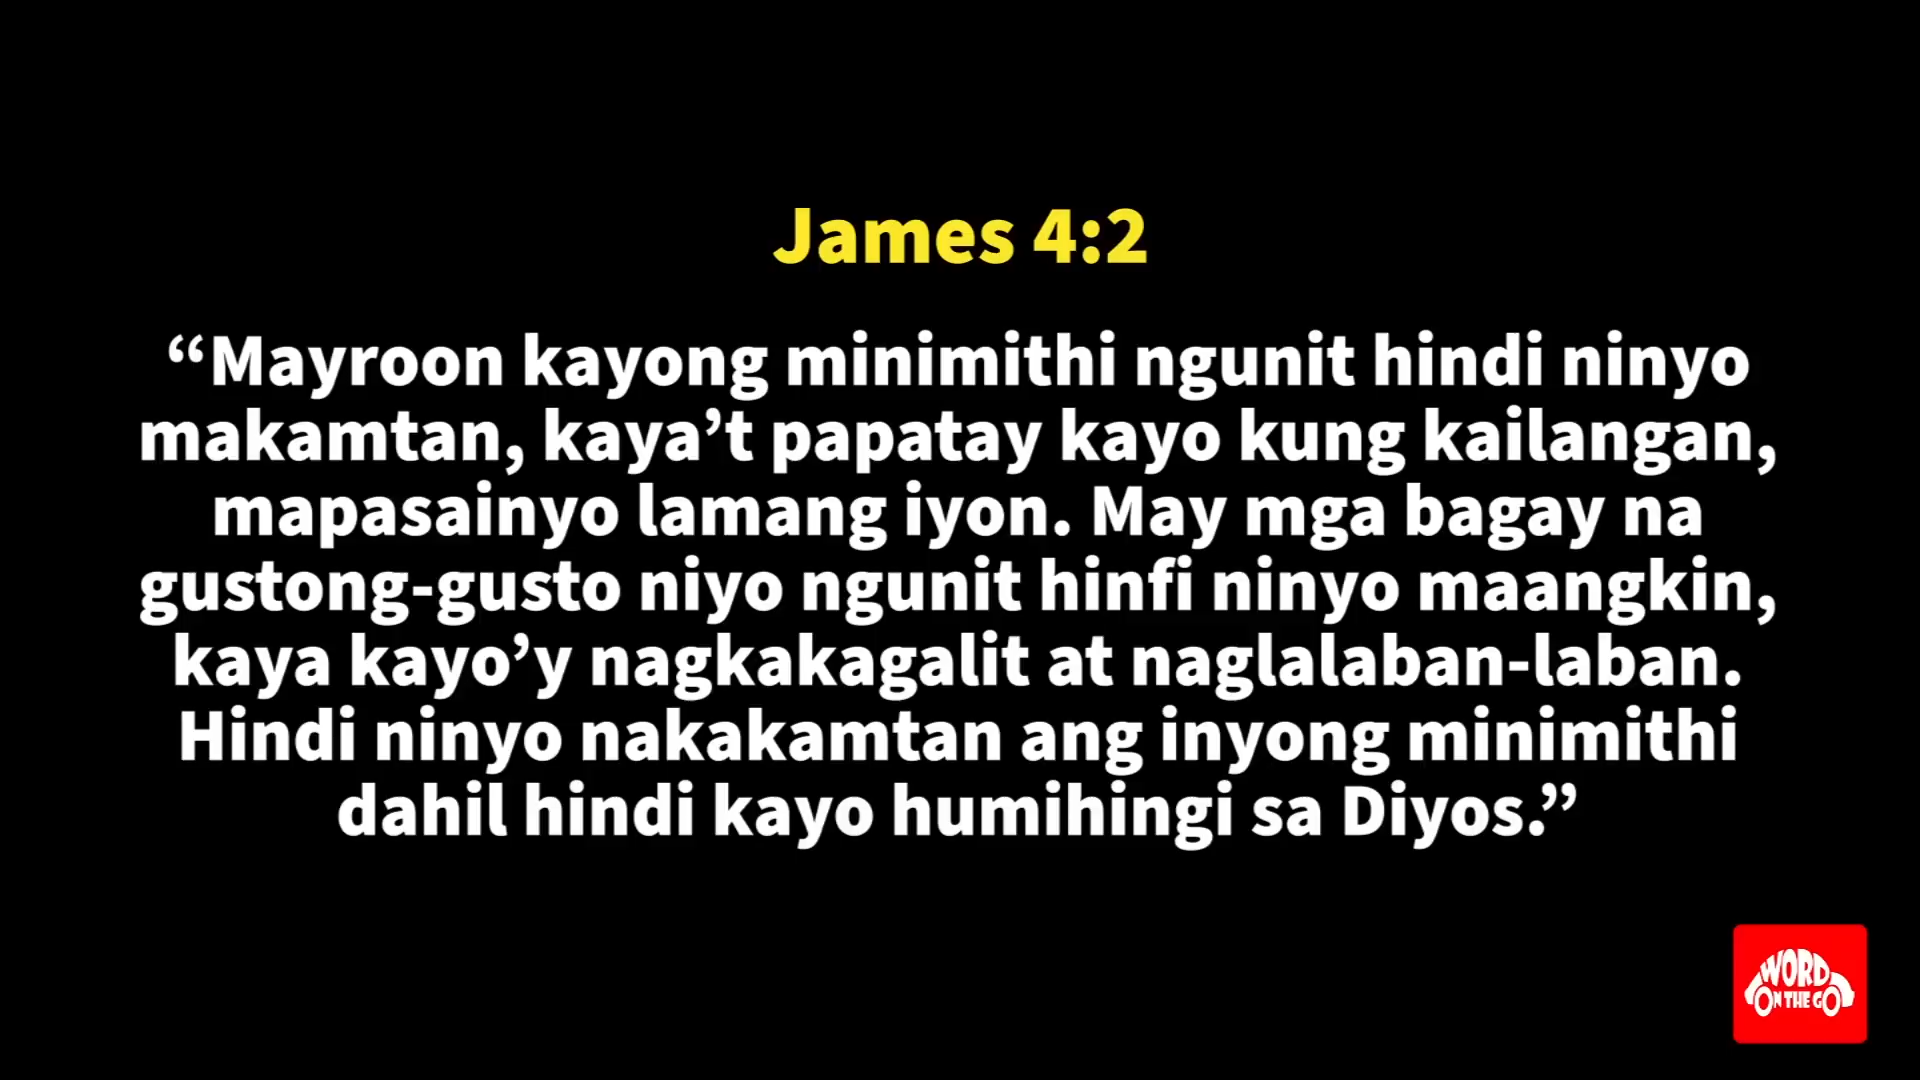 James 4:2
“Mayroon kayong minimithi ngunit hindi ninyo
makamtan, kaya’t papatay kayo kung kailangan,
mapasainyo lamang iyon. May mga bagay na
gustong-gusto niyo ngunit hinfi ninyo maangkin,
kaya kayo’y nagkakagalit at naglalaban-laban.
Hindi ninyo nakakamtan ang inyong minimithi
dahil hindi kayo humihingi sa Diyos.”
WORD
ON THE GO